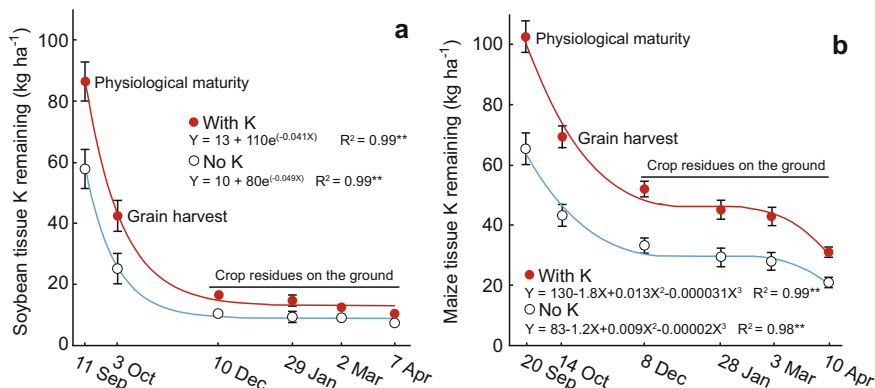 a
Soybean tissue K remaining (kg ha⁻¹)
100
80
60
40
20
0
Physiological maturity
With K
Y = 13 + 110e^(-0.041X) R² = 0.99**
No K
Y = 10 + 80e^(-0.049X) R² = 0.99**
Grain harvest
Crop residues on the ground
11 Sep
3 Oct
10 Dec
29 Jan
2 Mar
7 Apr
b
Maize tissue K remaining (kg ha⁻¹)
100
80
60
40
20
0
Physiological maturity
Grain harvest
Crop residues on the ground
With K
Y = 130-1.8X+0.013X²-0.000031X³ R² = 0.99**
No K
Y = 83-1.2X+0.009X²-0.00002X³ R² = 0.98**
20 Sep
14 Oct
8 Dec
28 Jan
3 Mar
10 Apr